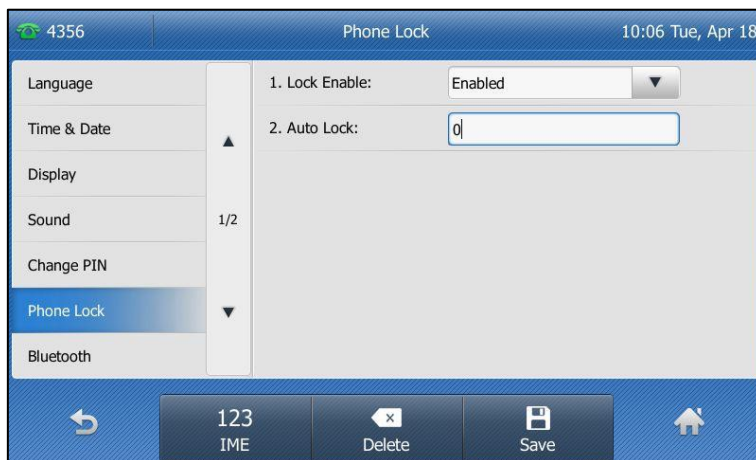 4356 Phone Lock 10:06 Tue, Apr 18
Language
Time & Date
Display
Sound
Change PIN
Phone Lock
Bluetooth
1/2
1. Lock Enable: Enabled
2. Auto Lock: 0
123
IME
Delete
Save